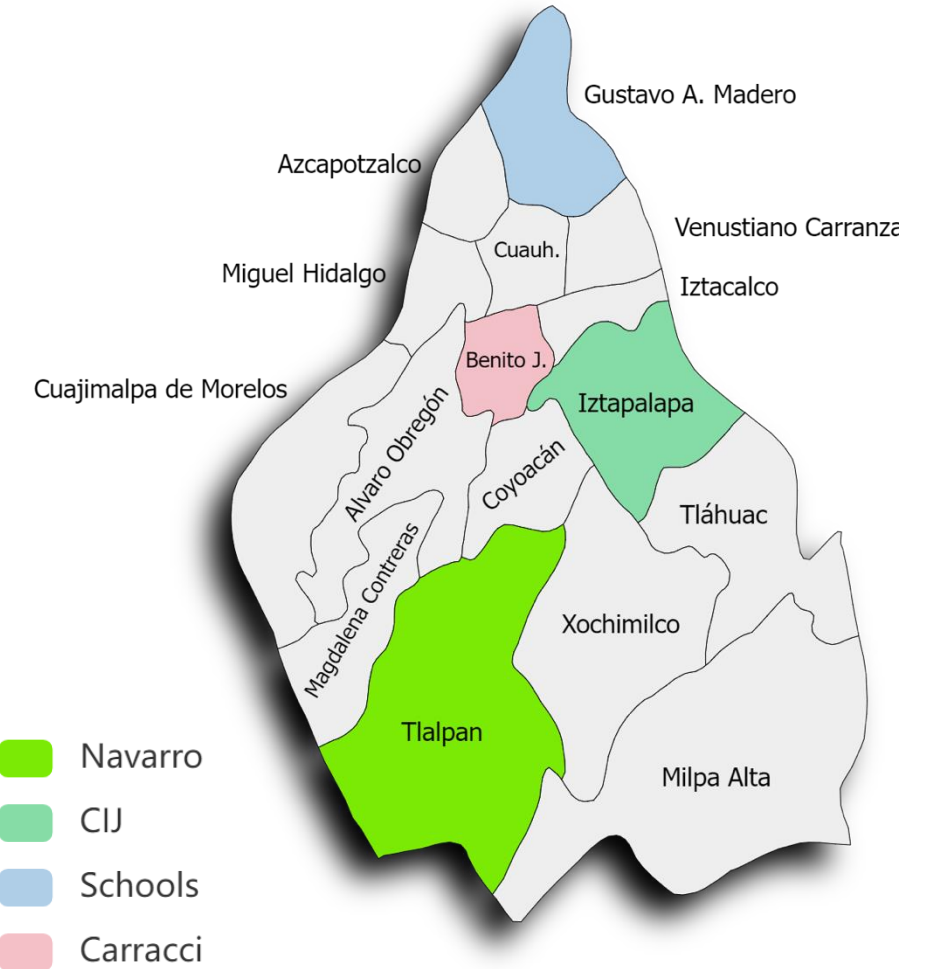 Gustavo A. Madero
Azcapotzalco
Venustiano Carranza
Cuauh.
Miguel Hidalgo
Iztacalco
Benito J.
Cuajimalpa de Morelos
Iztapalapa
Alvaro Obregón
Coyoacán
Tláhuac
Magdalena Contreras
Xochimilco
Tlalpan
Milpa Alta
Navarro
CIJ
Schools
Carracci